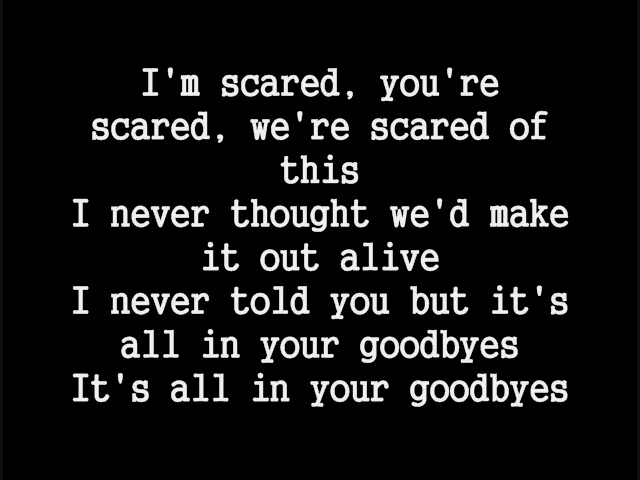 I'm scared, you're
scared, we're scared of
this
I never thought we'd make
it out alive
I never told you but it's
all in your goodbyes
It's all in your goodbyes